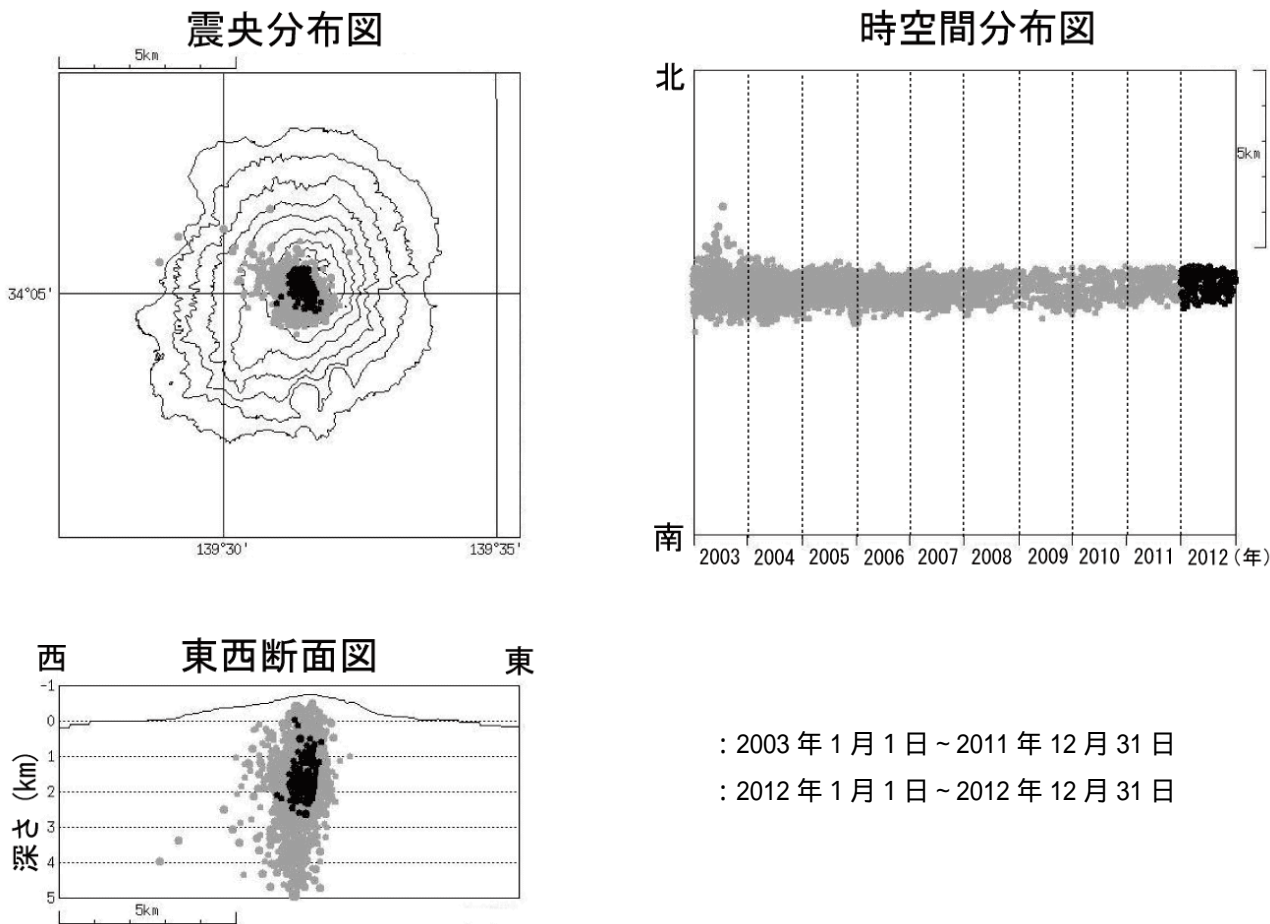 震央分布図
5km
34°05'
139°30'
139°35'
時空間分布図
北
5km
南
2003 2004 2005 2006 2007 2008 2009 2010 2011 2012(年)
東西断面図
西
東
深さ (km)
-1
0
1
2
3
4
5
5km
:2003 年 1 月 1 日~2011 年 12 月 31 日
:2012 年 1 月 1 日~2012 年 12 月 31 日